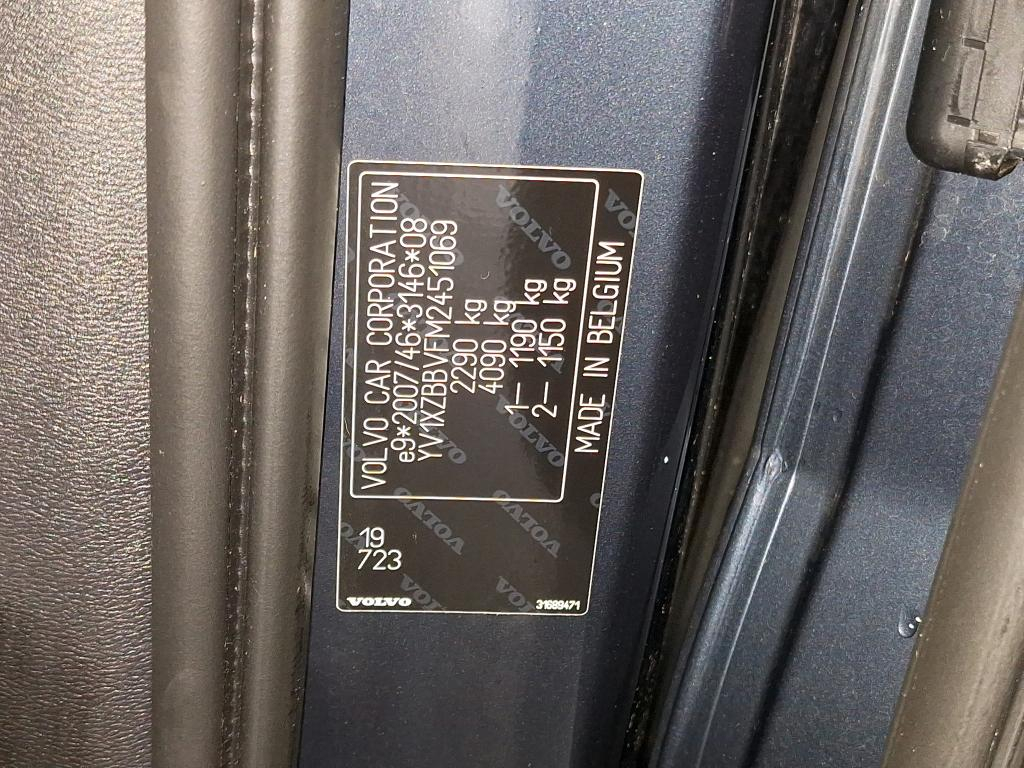 VOLVO CAR CORPORATION
e9*2007/46*3146*08
YV1XZBBVFM2451069
2290 kg
4090 kg
1– 1190 kg
2– 1150 kg
MADE IN BELGIUM
19
723
VOLVO
31689471